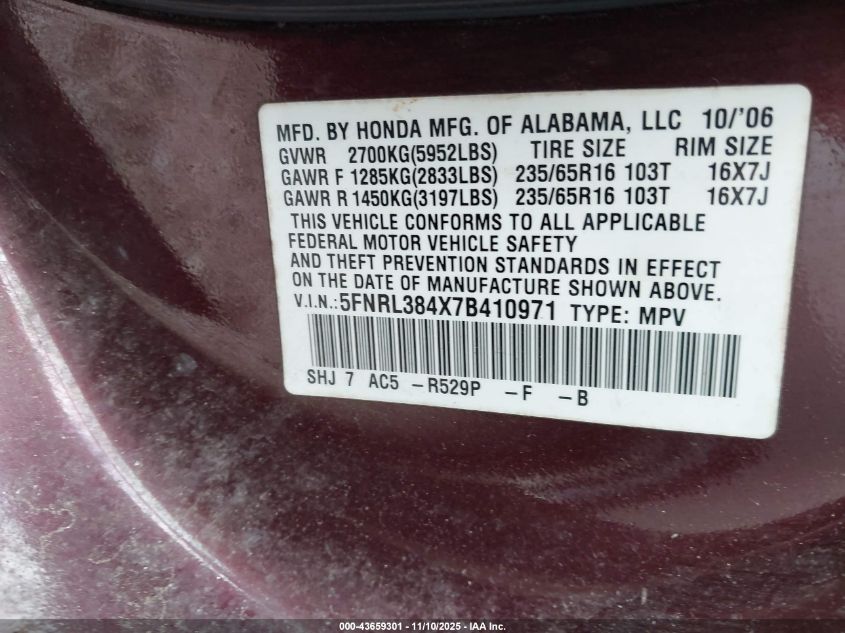 MFD. BY HONDA MFG. OF ALABAMA, LLC 10/'06
GVWR 2700KG(5952LBS) TIRE SIZE RIM SIZE
GAWR F 1285KG(2833LBS) 235/65R16 103T 16X7J
GAWR R 1450KG(3197LBS) 235/65R16 103T 16X7J
THIS VEHICLE CONFORMS TO ALL APPLICABLE
FEDERAL MOTOR VEHICLE SAFETY
AND THEFT PREVENTION STANDARDS IN EFFECT
ON THE DATE OF MANUFACTURE SHOWN ABOVE.
V.I.N.:5FNRL384X7B410971 TYPE: MPV
SHJ 7 AC5 -R529P -F -B
000-43659301 - 11/10/2025 - IAA Inc.